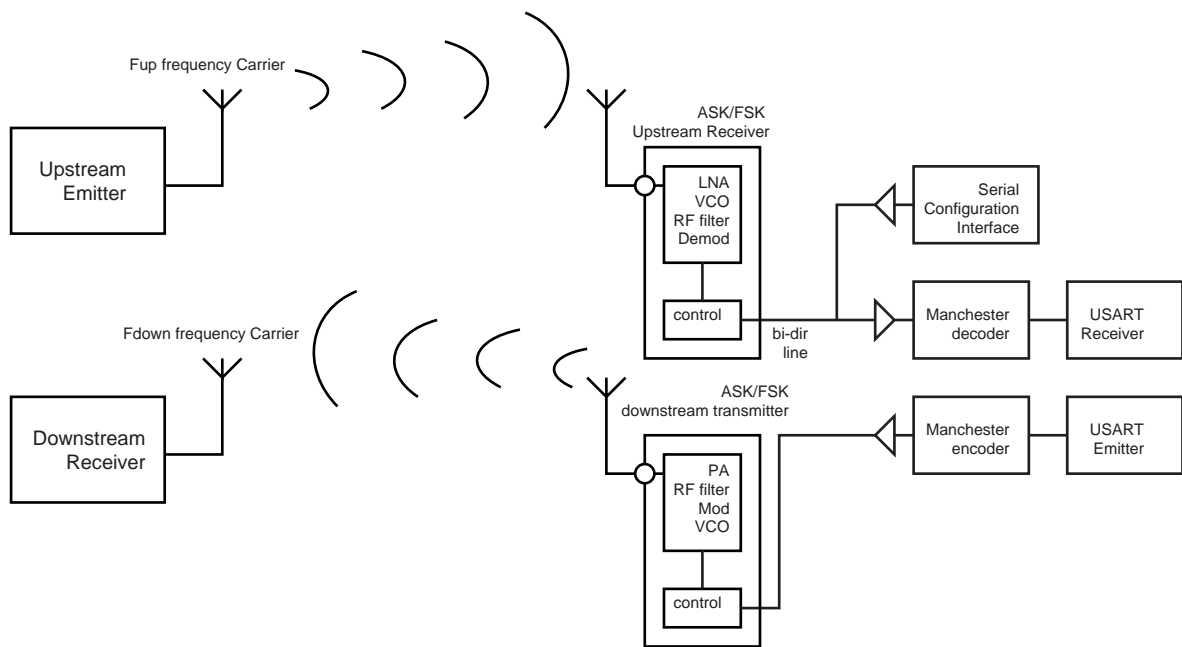 Fup frequency Carrier
Upstream
Emitter
ASK/FSK
Upstream Receiver
LNA
VCO
RF filter
Demod
control
bi-dir
line
Serial
Configuration
Interface
Manchester
decoder
USART
Receiver
Fdown frequency Carrier
Downstream
Receiver
ASK/FSK
downstream transmitter
PA
RF filter
Mod
VCO
control
Manchester
encoder
USART
Emitter